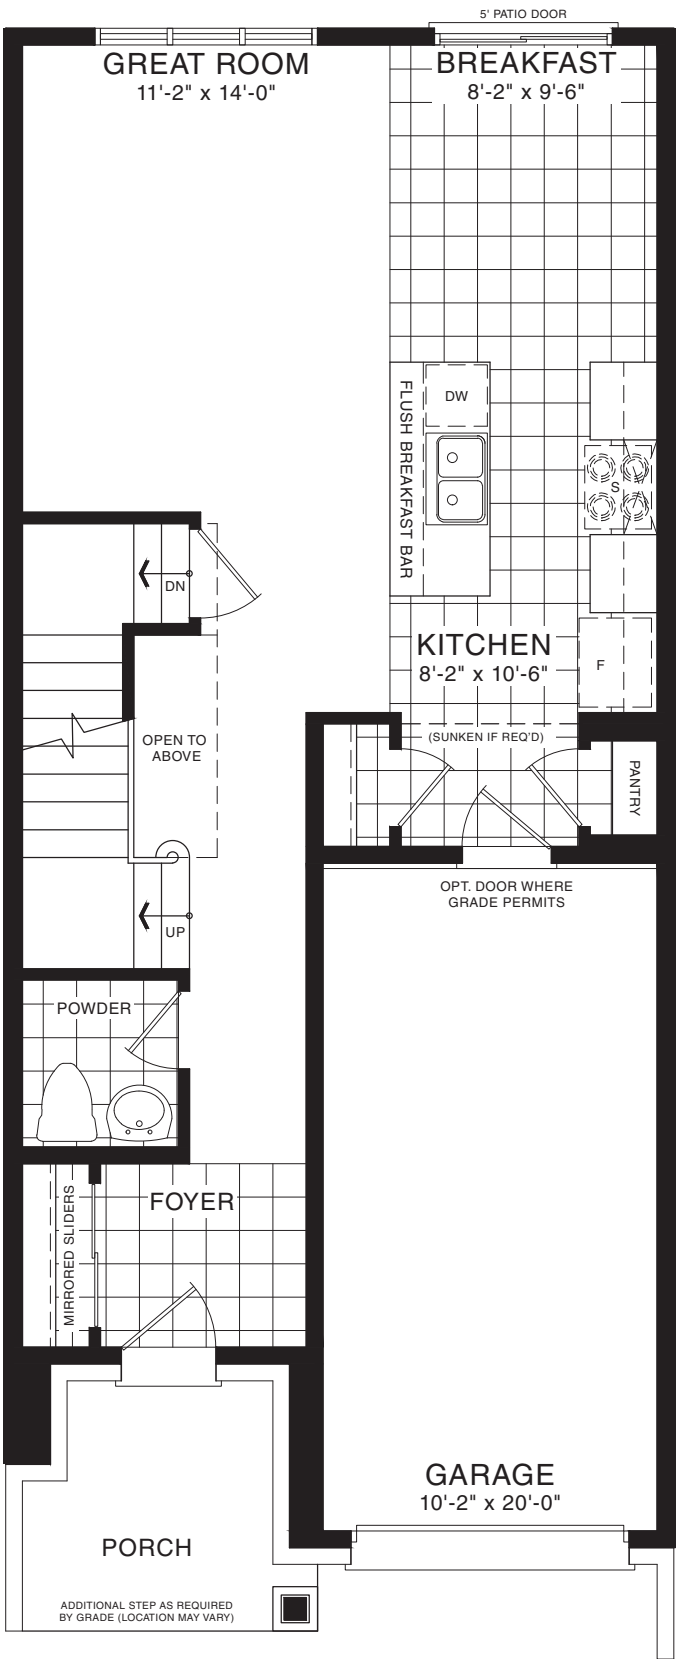 5' PATIO DOOR
GREAT ROOM
11'-2" x 14'-0"
BREAKFAST
8'-2" x 9'-6"
FLUSH BREAKFAST BAR
DW
S
DN
KITCHEN
8'-2" x 10'-6"
F
OPEN TO
ABOVE
(SUNKEN IF REQ'D)
PANTRY
OPT. DOOR WHERE
GRADE PERMITS
UP
POWDER
MIRRORED SLIDERS
FOYER
GARAGE
10'-2" x 20'-0"
PORCH
ADDITIONAL STEP AS REQUIRED
BY GRADE (LOCATION MAY VARY)